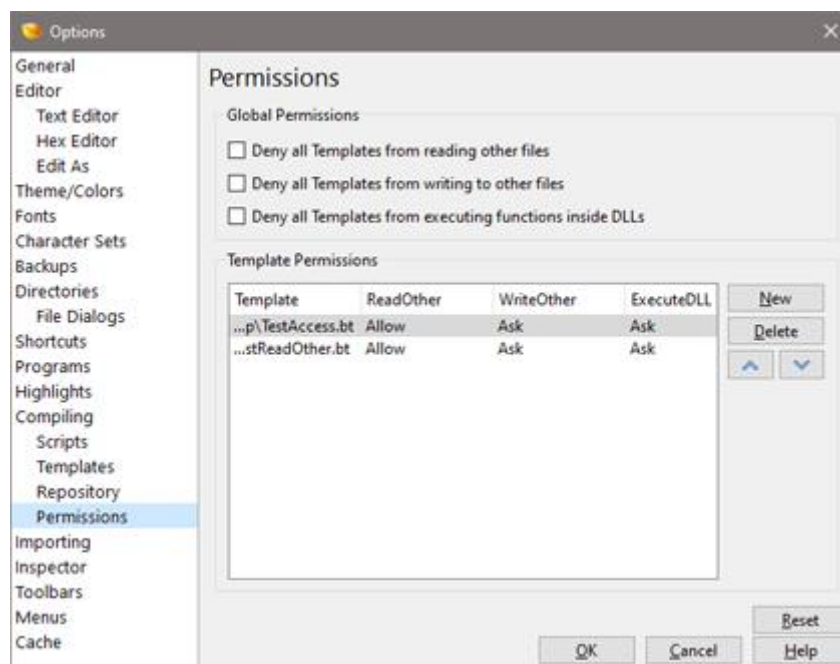 Options
General
Editor
Text Editor
Hex Editor
Edit As
Theme/Colors
Fonts
Character Sets
Backups
Directories
File Dialogs
Shortcuts
Programs
Highlights
Compiling
Scripts
Templates
Repository
Permissions
Importing
Inspector
Toolbars
Menus
Cache
Permissions
Global Permissions
Deny all Templates from reading other files
Deny all Templates from writing to other files
Deny all Templates from executing functions inside DLLs
Template Permissions
Template ReadOther WriteOther ExecuteDLL
...p\TestAccess.bt Allow Ask Ask
...stReadOther.bt Allow Ask Ask
New
Delete
Reset
OK Cancel Help